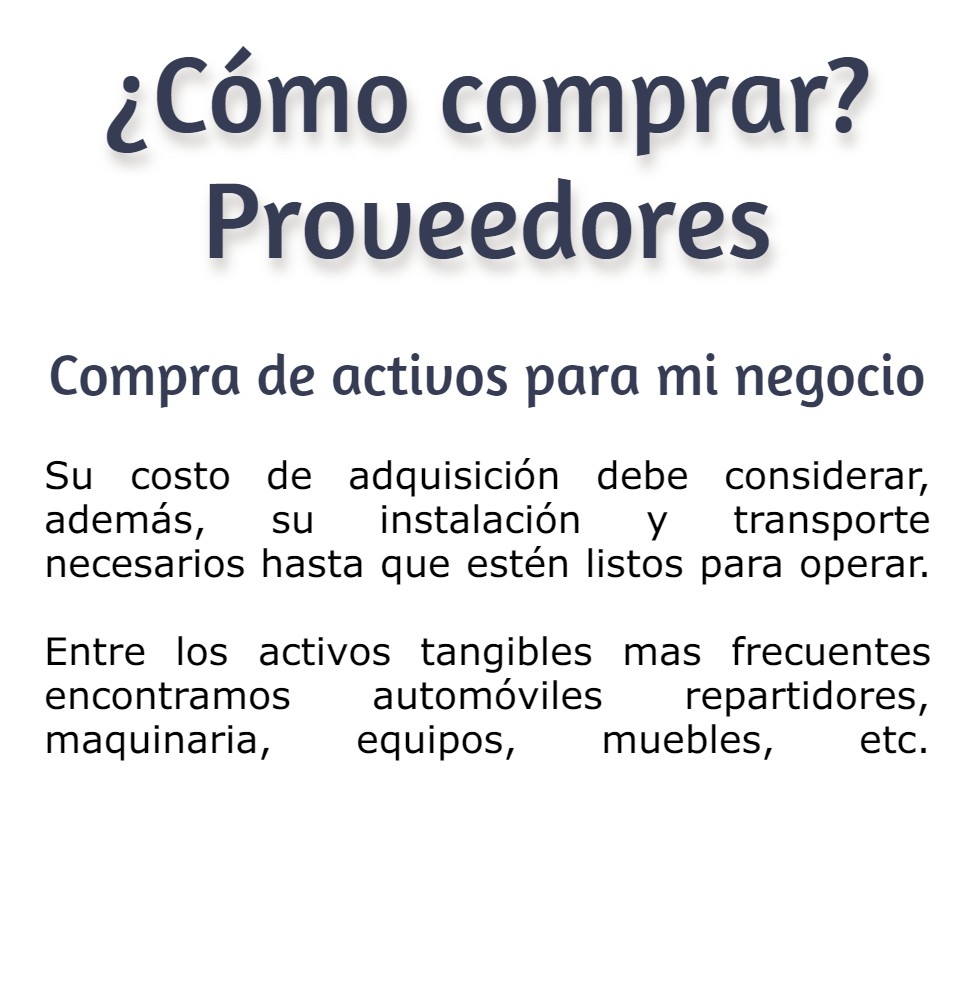 ¿Cómo comprar?
Proveedores
Compra de activos para mi negocio
Su costo de adquisición debe considerar,
además, su instalación y transporte
necesarios hasta que estén listos para operar.
Entre los activos tangibles mas frecuentes
encontramos automóviles repartidores,
maquinaria, equipos, muebles, etc.